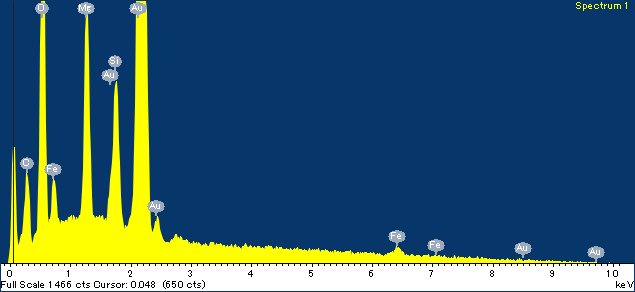 Spectrum 1
O Mg Au
Si
Au
C Fe
Au
Fe Fe Au Au
0 1 2 3 4 5 6 7 8 9 10
Full Scale 1466 cts Cursor: 0.048 (650 cts) keV